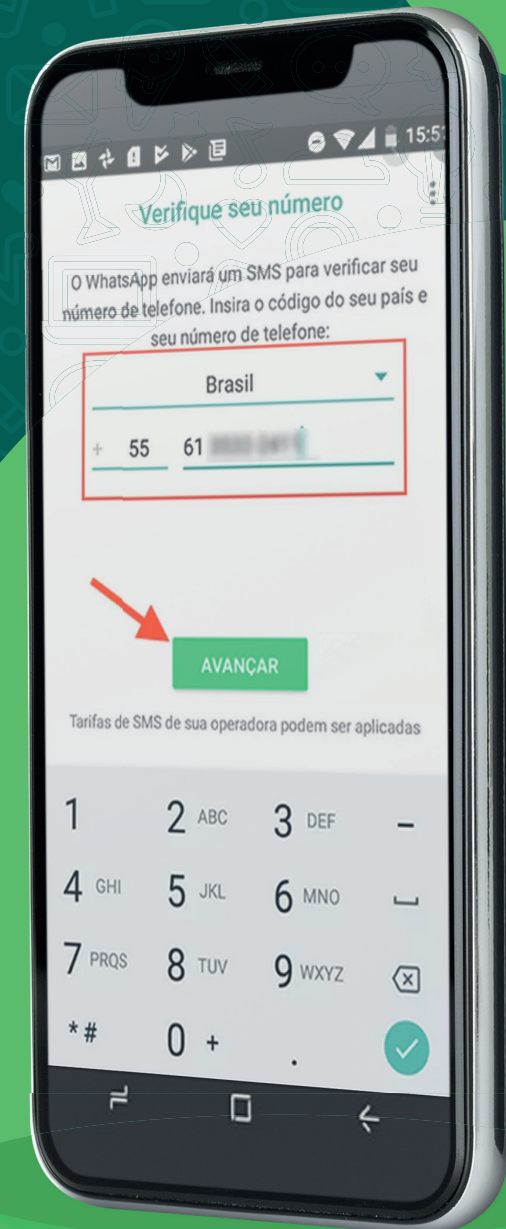 15:5
Verifique seu número
O WhatsApp enviará um SMS para verificar seu
número de telefone. Insira o código do seu país e
seu número de telefone:
Brasil
+ 55 61
AVANÇAR
Tarifas de SMS de sua operadora podem ser aplicadas
1 2 ABC 3 DEF –
4 GHI 5 JKL 6 MNO
7 PRQS 8 TUV 9 WXYZ
*# 0 + .